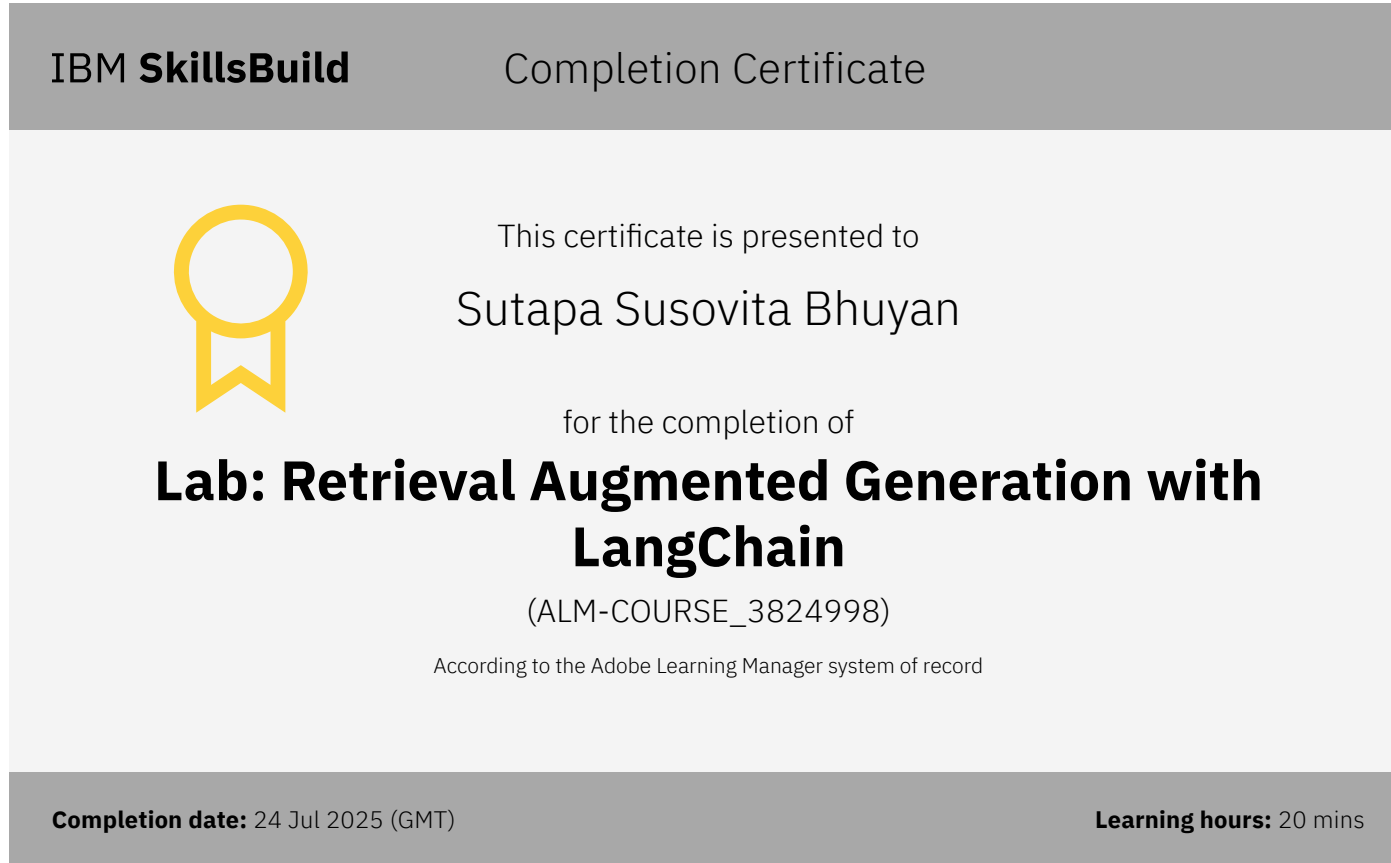 IBM SkillsBuild
Completion Certificate
This certificate is presented to
Sutapa Susovita Bhuyan
for the completion of
Lab: Retrieval Augmented Generation with
LangChain
(ALM-COURSE_3824998)
According to the Adobe Learning Manager system of record
Completion date: 24 Jul 2025 (GMT)
Learning hours: 20 mins